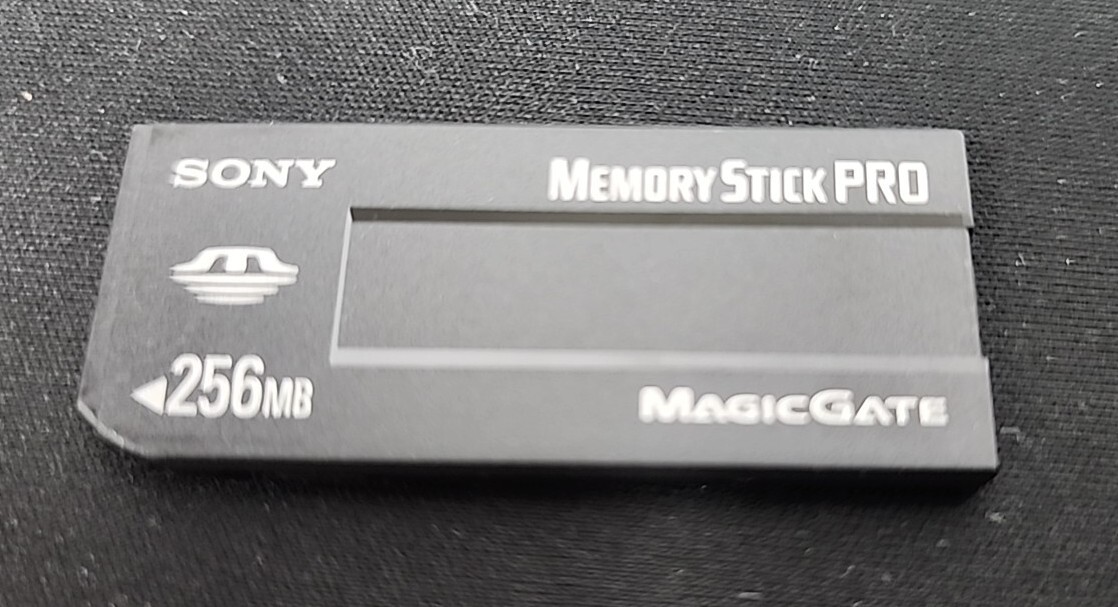 SONY
MEMORY STICK PRO
256MB
MAGICGATE